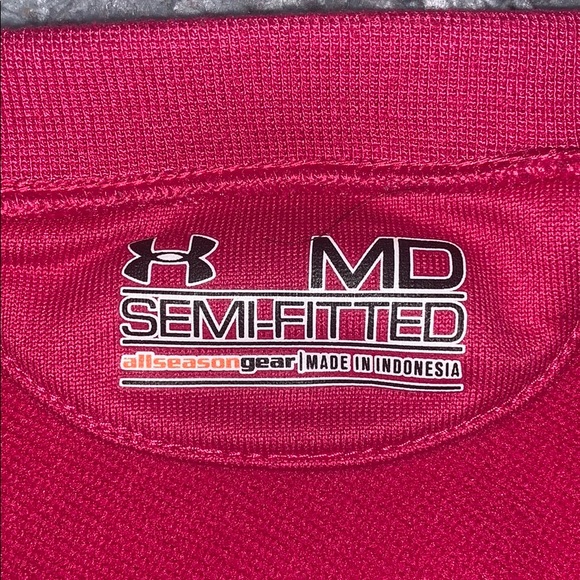 MD
SEMI-FITTED
allseasongear | MADE IN INDONESIA